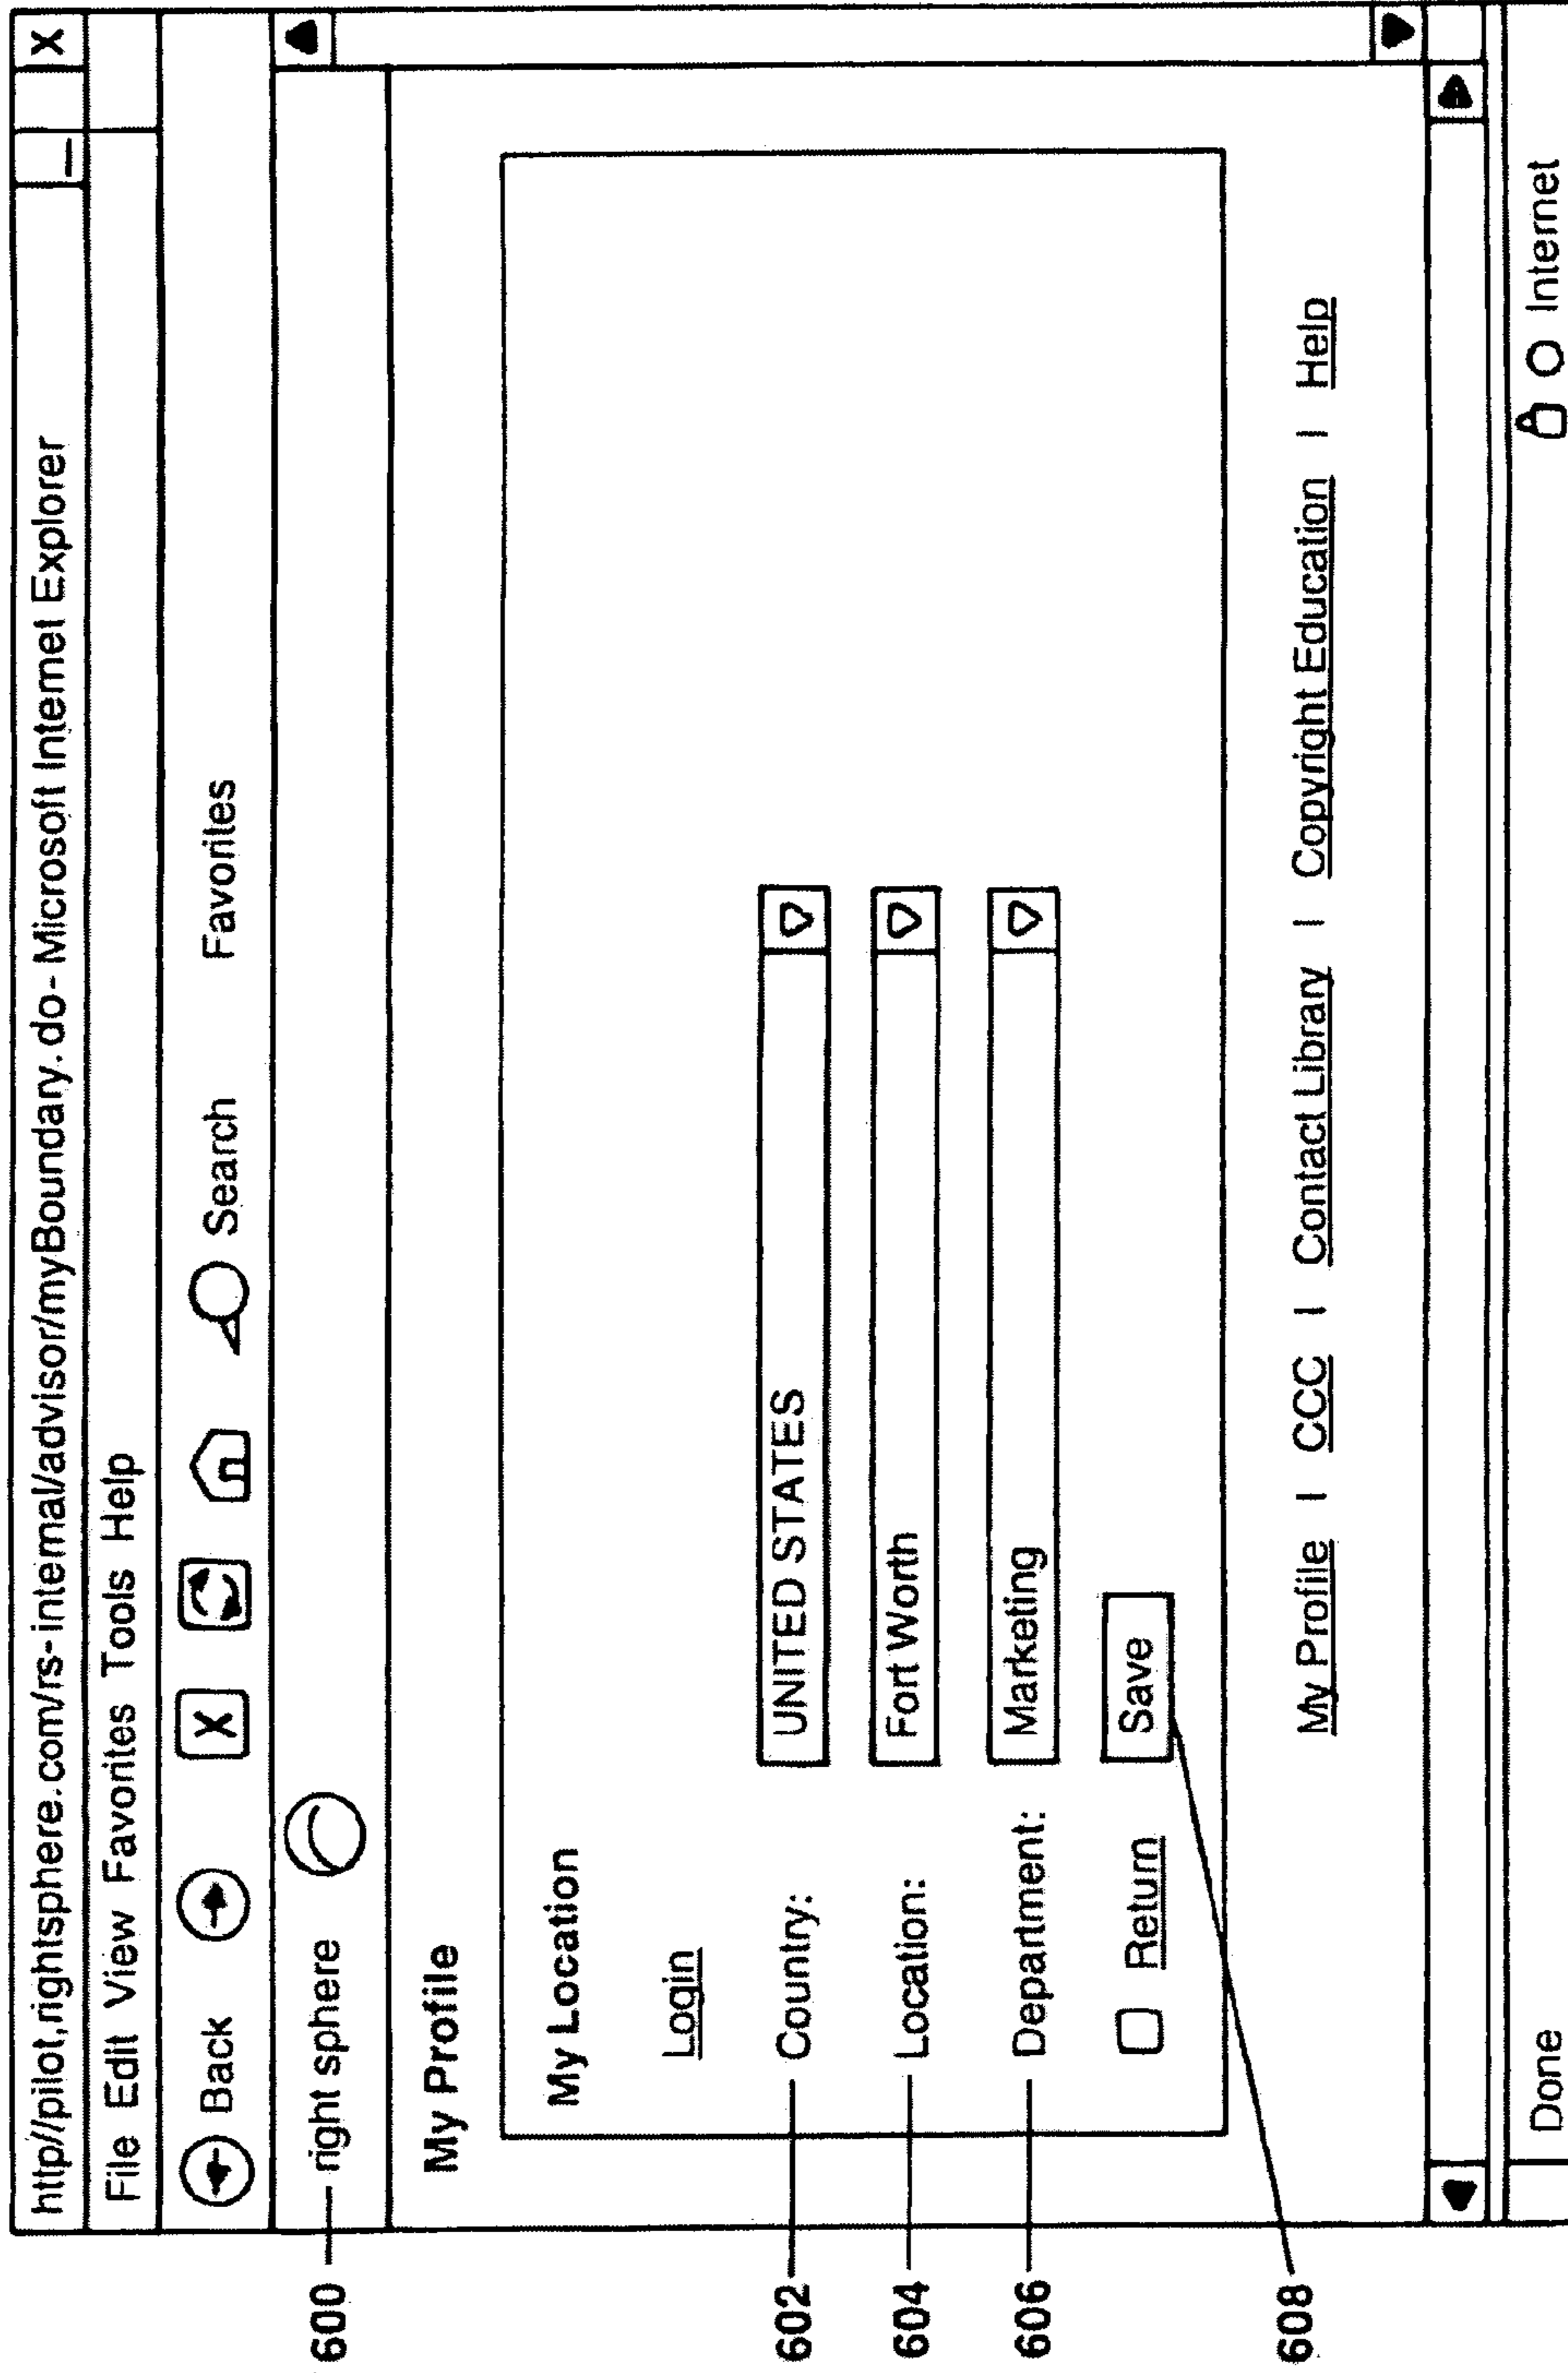 http//pilot,rightsphere.com/rs-internal/advisor/myBoundary.do- Microsoft Internet Explorer _ X
File Edit View Favorites Tools Help
Back X Search Favorites
600 right sphere
My Profile
My Location
Login
602 Country: UNITED STATES
604 Location: Fort Worth
606 Department: Marketing
Return Save
608
My Profile | CCC | Contact Library | Copyright Education | Help
Done Internet